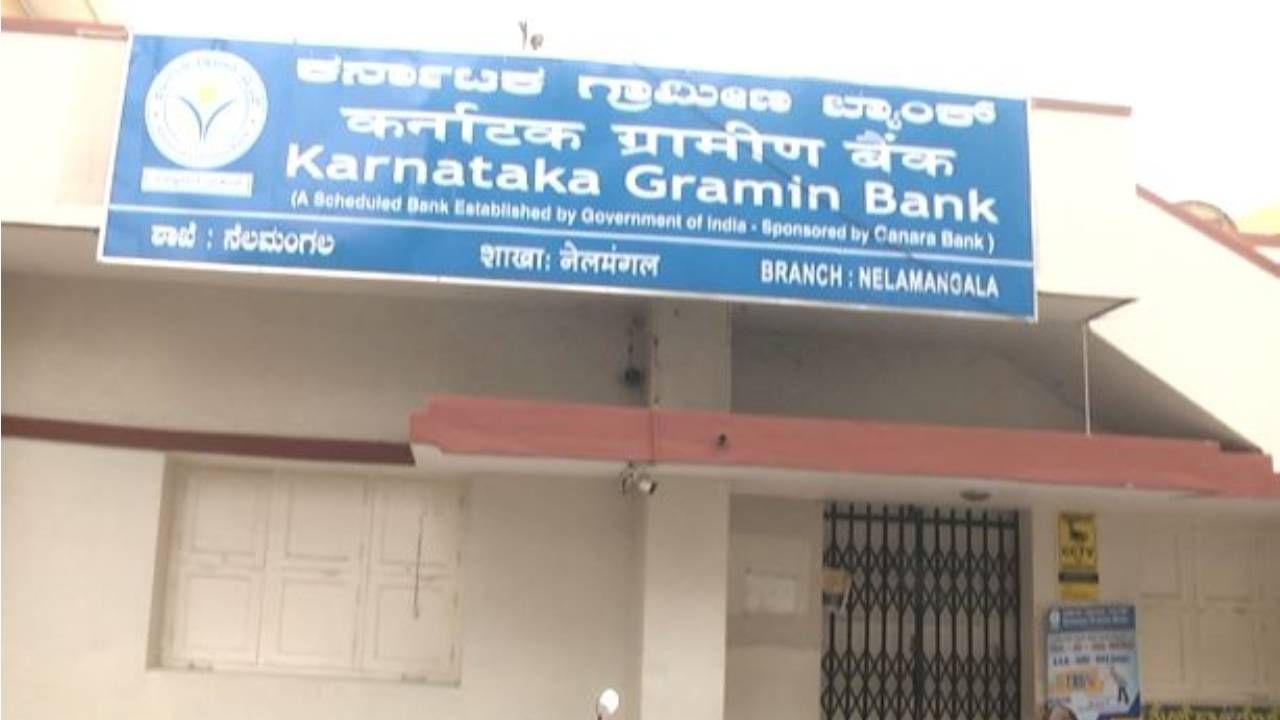 ಕರ್ನಾಟಕ ಗ್ರಾಮೀಣ ಬ್ಯಾಂಕ್
कर्नाटक ग्रामीण बैंक
Karnataka Gramin Bank
(A Scheduled Bank Established by Government of India - Sponsored by Canara Bank)
ಶಾಖೆ : ನೆಲಮಂಗಲ शाखा: नेलमंगल BRANCH : NELAMANGALA
CCTV